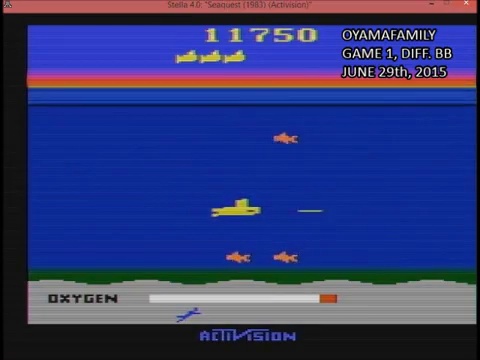 Stella 4.0: "Seaquest (1983) (Activision)"
11750
OYAMAFAMILY
GAME 1, DIFF. BB
JUNE 29th, 2015
OXYGEN
ACTIVISION